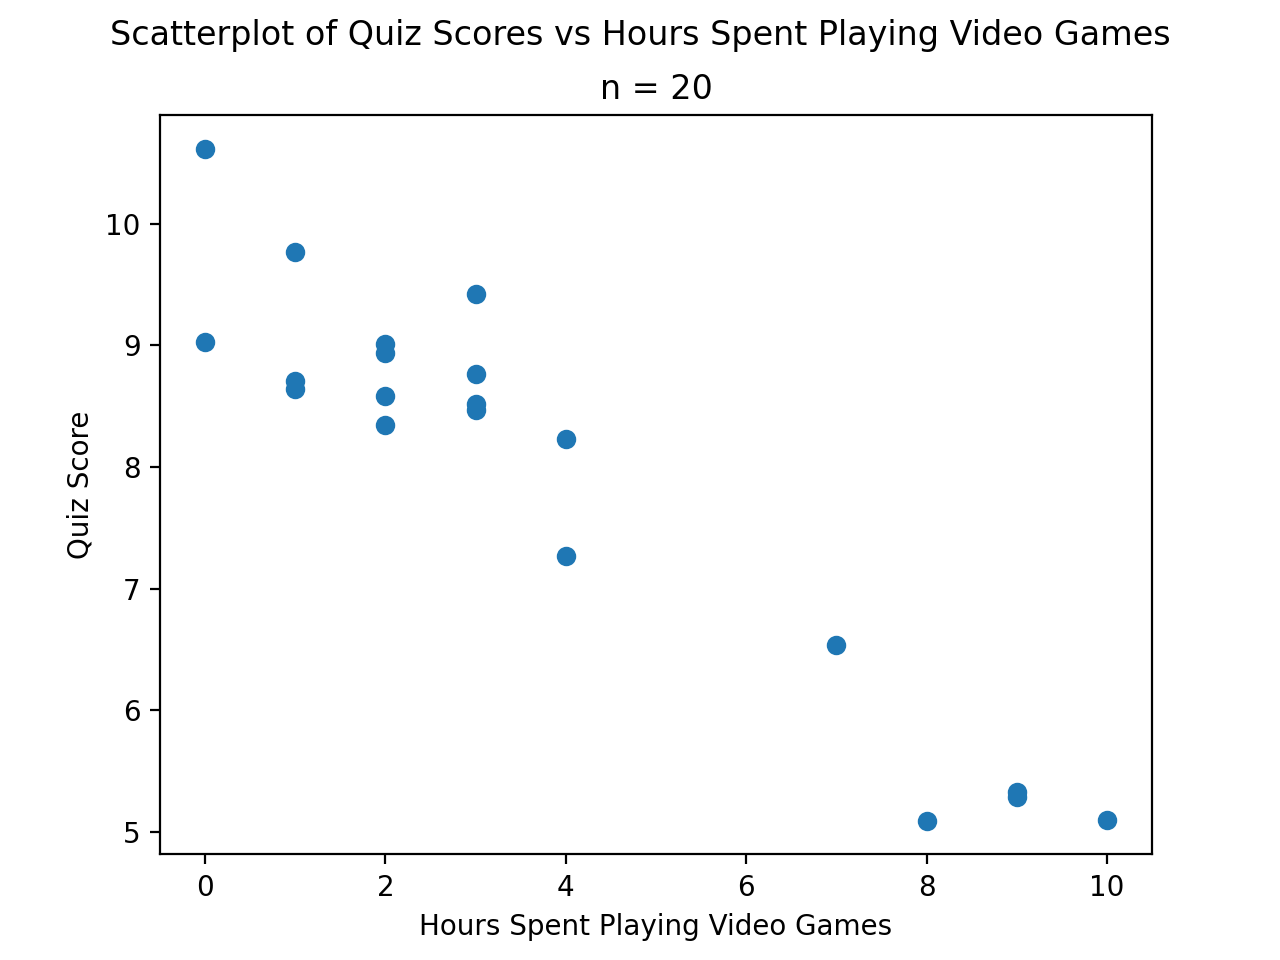 Scatterplot of Quiz Scores vs Hours Spent Playing Video Games
n = 20
10
9
8
7
6
5
Quiz Score
0 2 4 6 8 10
Hours Spent Playing Video Games